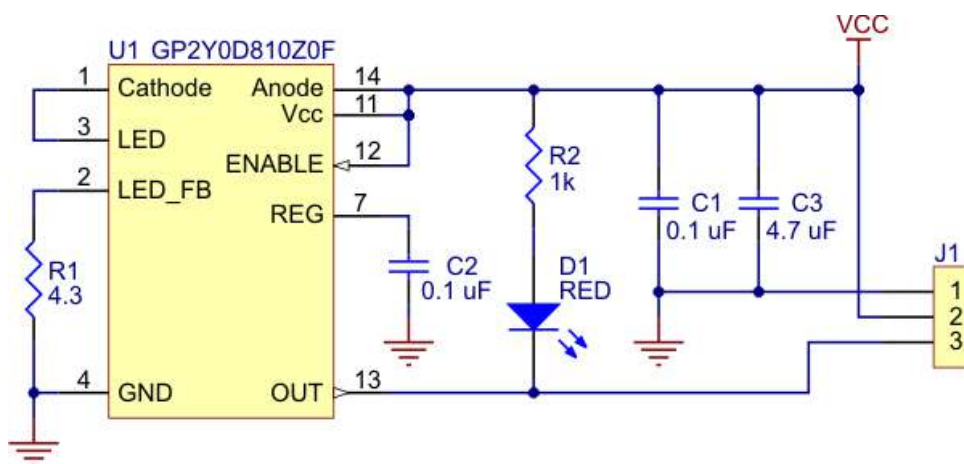 VCC
U1 GP2Y0D810Z0F
1 Cathode Anode 14
Vcc 11
3 LED
ENABLE 12
2 LED_FB
REG 7
R2
1k
C1
0.1 uF
C3
4.7 uF
R1
4.3
C2
0.1 uF
D1
RED
J1
1
2
3
4 GND OUT 13